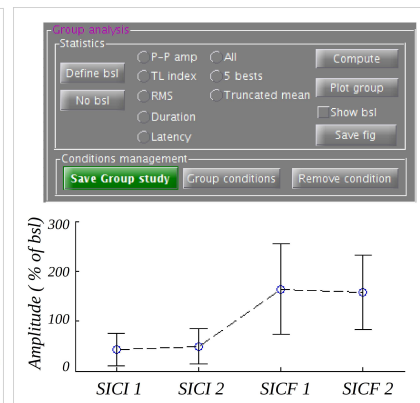 Group analysis
Statistics
P-P amp
All
Compute
Define bsl
TL index
5 bests
No bsl
RMS
Truncated mean
Plot group
Duration
Show bsl
Latency
Save fig
Conditions management
Save Group study
Group conditions
Remove condition
300
200
100
0
Amplitude ( % of bsl)
SICI 1
SICI 2
SICF 1
SICF 2